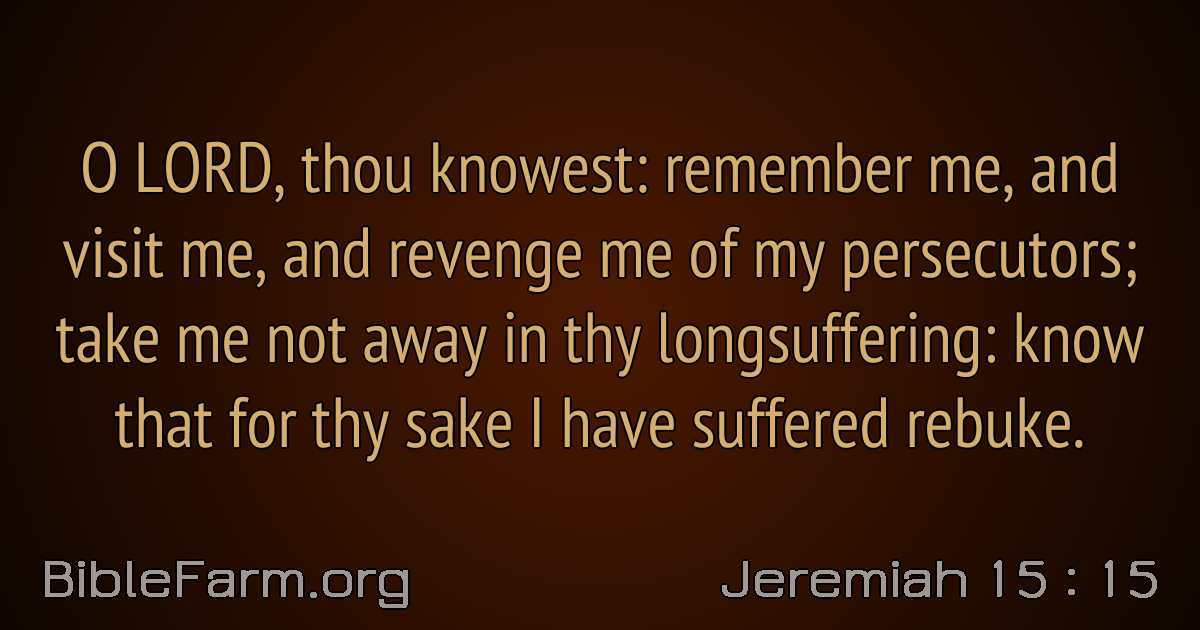 O LORD, thou knowest: remember me, and
visit me, and revenge me of my persecutors;
take me not away in thy longsuffering: know
that for thy sake I have suffered rebuke.
BibleFarm.org
Jeremiah 15 : 15